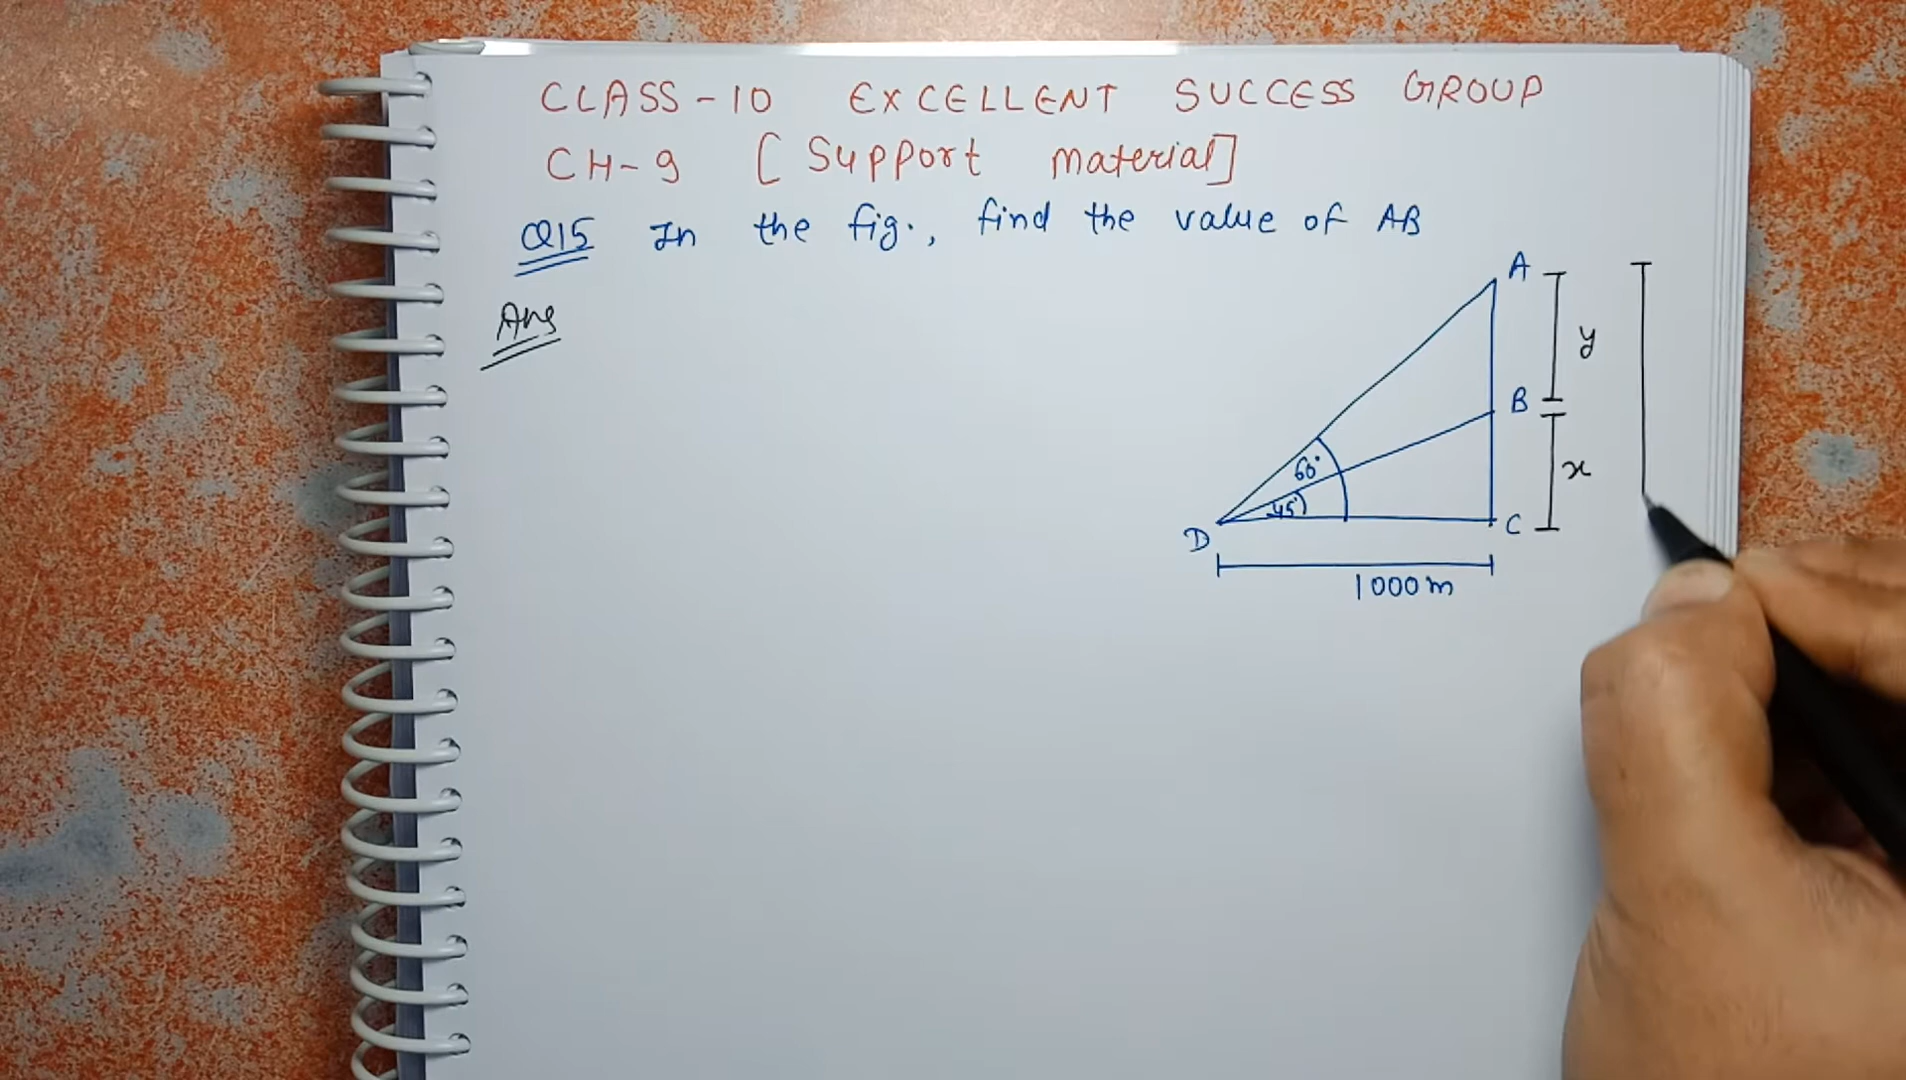 CLASS-10 EXCELLENT SUCCESS GROUP
CH-9 [Support material]
Q15 In the fig., find the value of AB
Ans
A
y
B
60°
x
45°
D
C
1000m